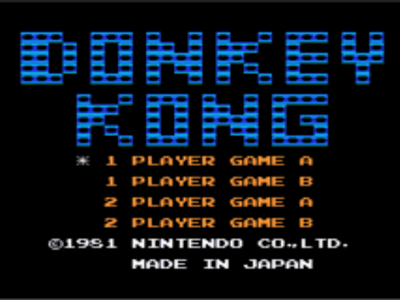 DONKEY
KONG
* 1 PLAYER GAME A
1 PLAYER GAME B
2 PLAYER GAME A
2 PLAYER GAME B
©1981 NINTENDO CO.,LTD.
MADE IN JAPAN